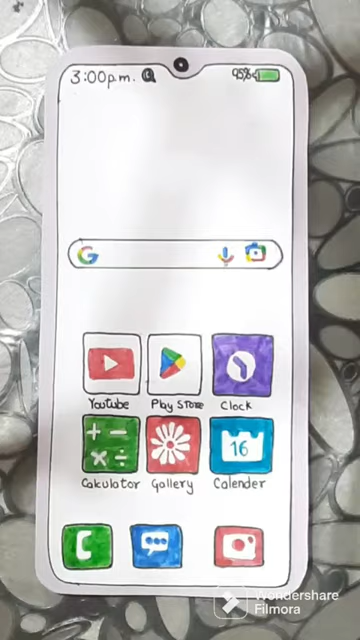 3:00p.m.
95%
G
Youtube
Play STORE
Clock
Calculator
Gallery
Calender
16
Wondershare
Filmora